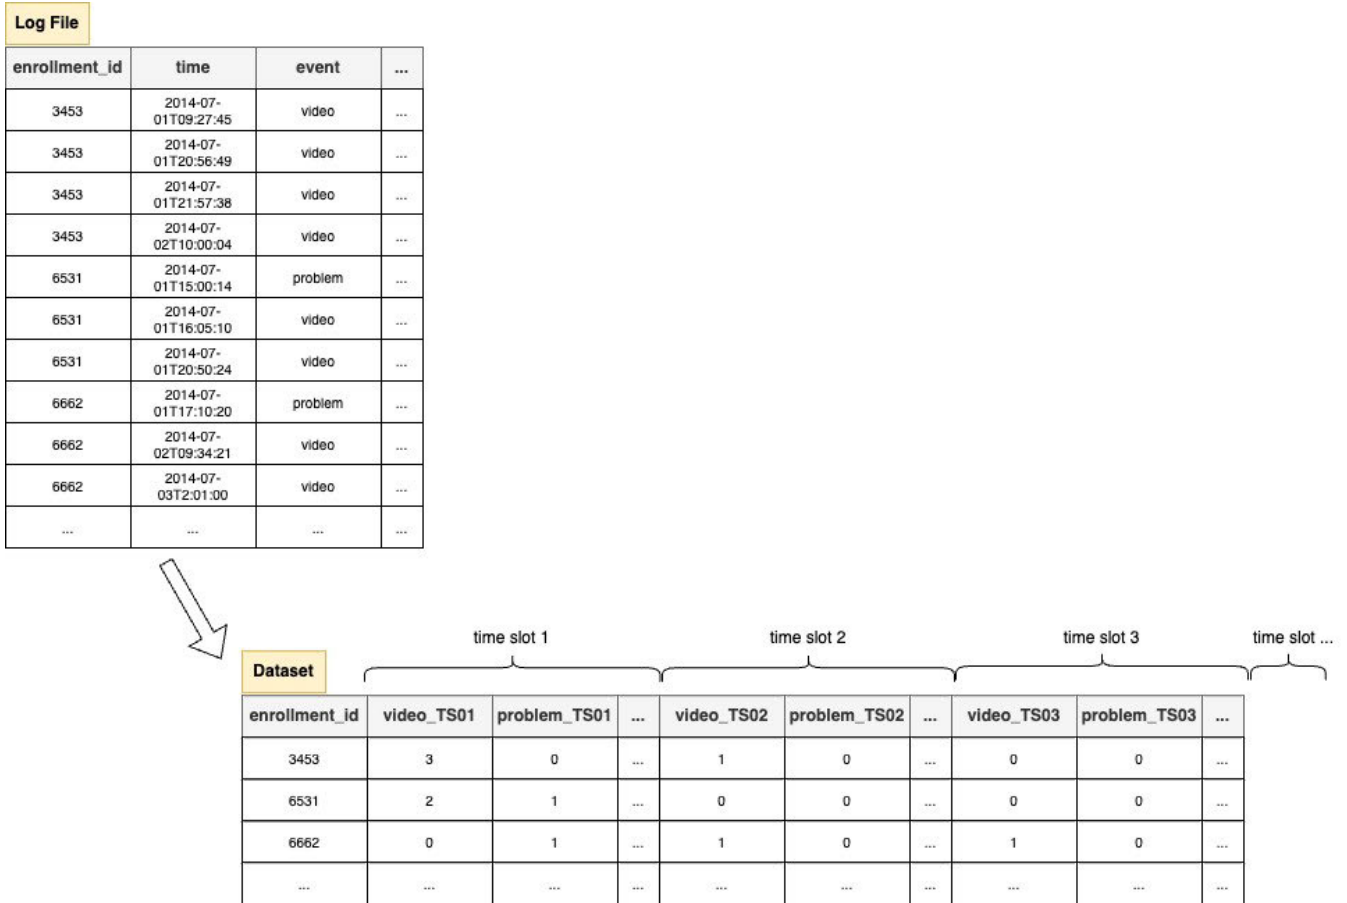 Log File
enrollment_id time event ...
3453 2014-07-01T09:27:45 video ...
3453 2014-07-01T20:56:49 video ...
3453 2014-07-01T21:57:38 video ...
3453 2014-07-02T10:00:04 video ...
6531 2014-07-01T15:00:14 problem ...
6531 2014-07-01T16:05:10 video ...
6531 2014-07-01T20:50:24 video ...
6662 2014-07-01T17:10:20 problem ...
6662 2014-07-02T09:34:21 video ...
6662 2014-07-03T2:01:00 video ...
... ... ... ...
time slot 1 time slot 2 time slot 3 time slot ...
Dataset
enrollment_id video_TS01 problem_TS01 ... video_TS02 problem_TS02 ... video_TS03 problem_TS03 ...
3453 3 0 ... 1 0 ... 0 0 ...
6531 2 1 ... 0 0 ... 0 0 ...
6662 0 1 ... 1 0 ... 1 0 ...
... ... ... ... ... ... ... ... ... ...